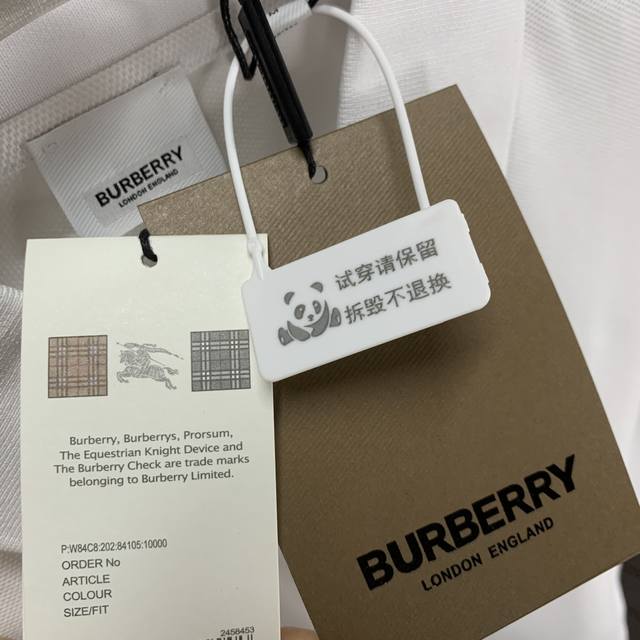 BURBERRY
LONDON ENGLAND
试穿请保留
拆毁不退换
Burberry, Burberrys, Prorsum,
The Equestrian Knight Device and
The Burberry Check are trade marks
belonging to Burberry Limited.
P:W84C8:202:84105:10000
ORDER No
ARTICLE
COLOUR
SIZE/FIT
2458453
BURBERRY
LONDON ENGLAND